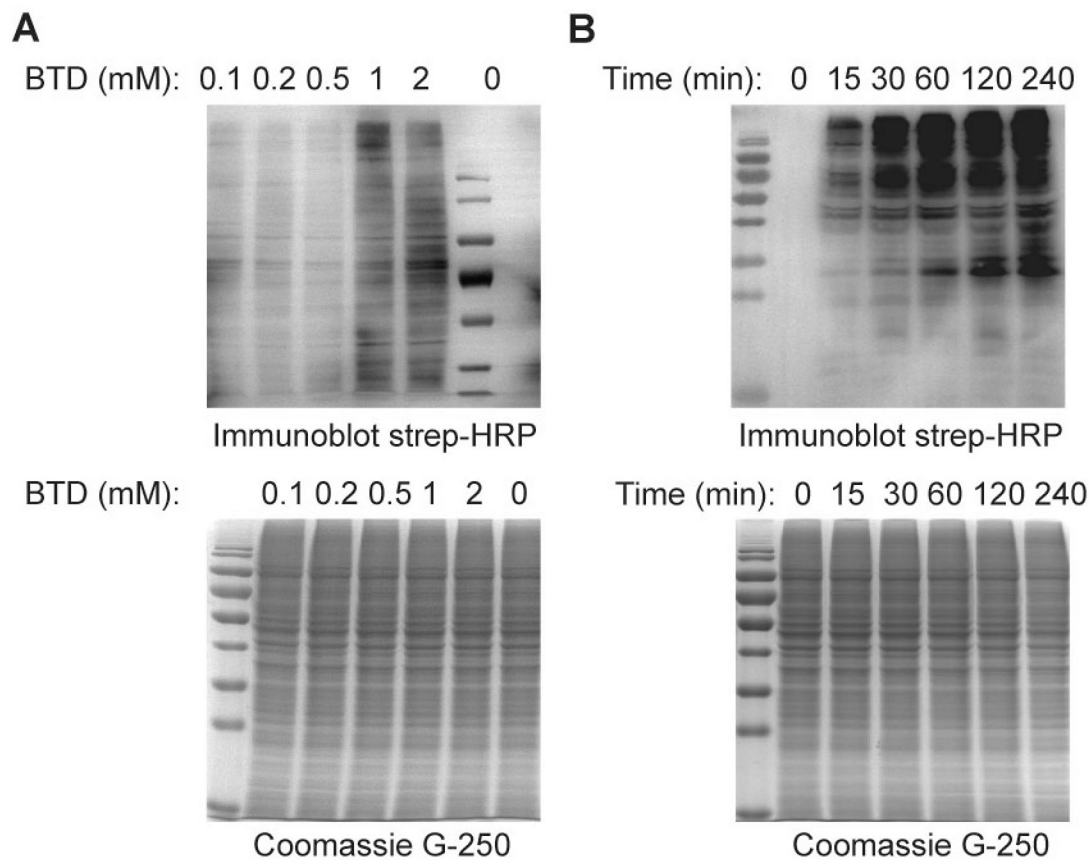 A
BTD (mM): 0.1 0.2 0.5 1 2 0
Immunoblot strep-HRP
BTD (mM): 0.1 0.2 0.5 1 2 0
Coomassie G-250
B
Time (min): 0 15 30 60 120 240
Immunoblot strep-HRP
Time (min): 0 15 30 60 120 240
Coomassie G-250